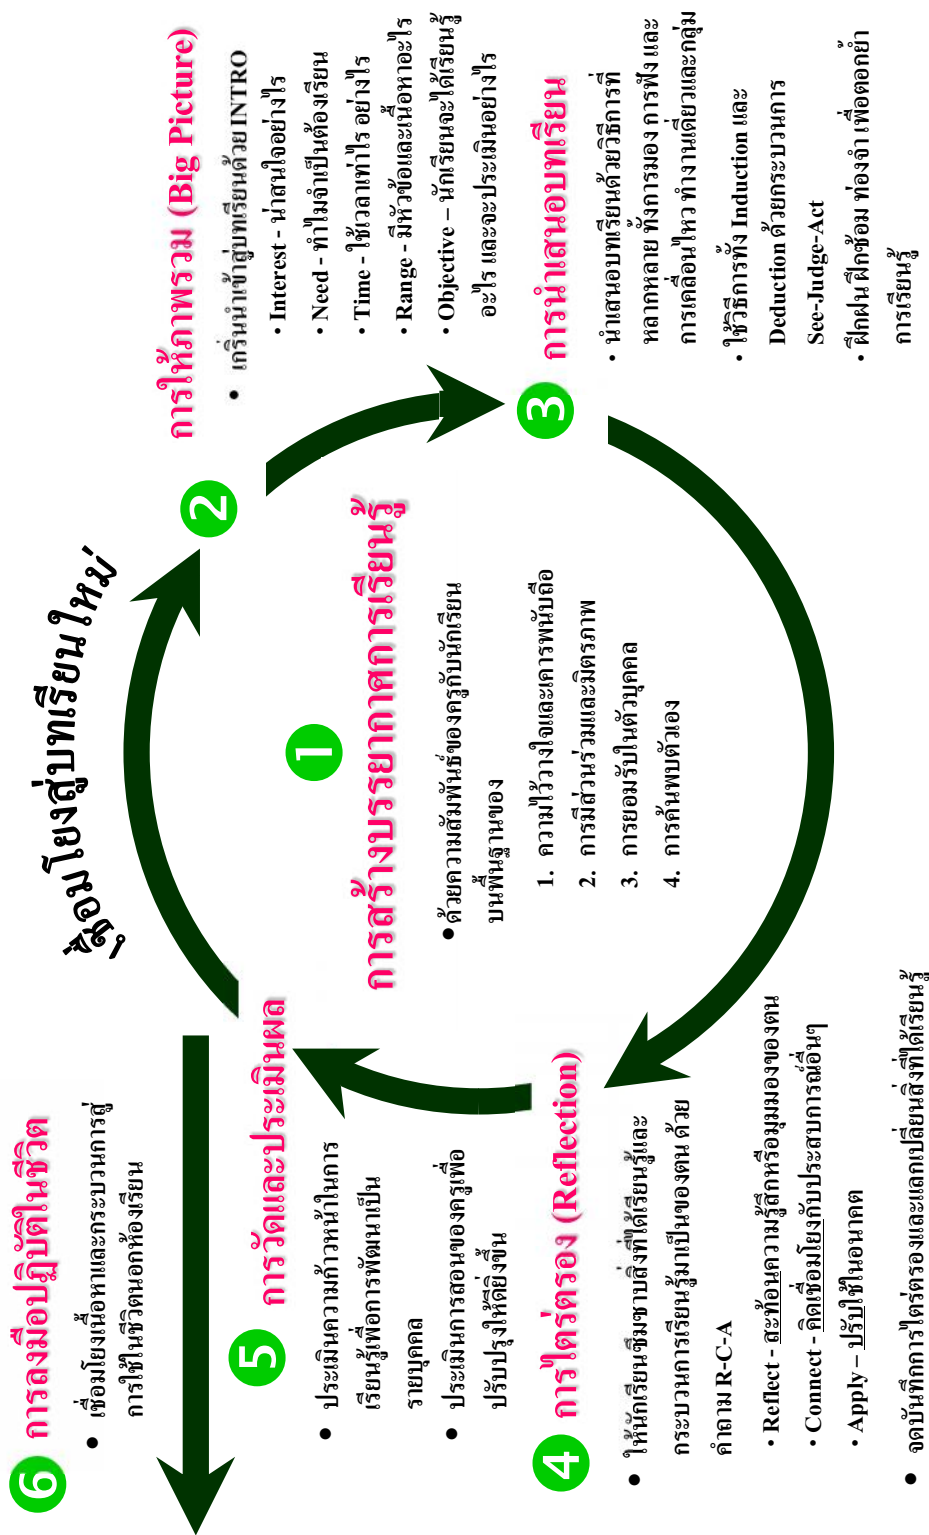 เชื่อมโยงสู่บทเรียนใหม่
1
การสร้างบรรยากาศการเรียนรู้
•ด้วยความสัมพันธ์ของครูกับนักเรียน
บนพื้นฐานของ
1. ความไว้วางใจและเคารพนับถือ
2. การมีส่วนร่วมและมิตรภาพ
3. การยอมรับในตัวบุคคล
4. การค้นพบตัวเอง
2
การให้ภาพรวม (Big Picture)
• เกริ่นนำเข้าสู่บทเรียนด้วย INTRO
• Interest - น่าสนใจอย่างไร
• Need - ทำไมจำเป็นต้องเรียน
• Time - ใช้เวลาเท่าไร อย่างไร
• Range - มีหัวข้อและเนื้อหาอะไร
• Objective – นักเรียนจะได้เรียนรู้
อะไร และจะประเมินอย่างไร
3
การนำเสนอบทเรียน
• นำเสนอบทเรียนด้วยวิธีการที่
หลากหลาย ทั้งการมอง การฟัง และ
การเคลื่อนไหว ทำงานเดี่ยวและกลุ่ม
• ใช้วิธีการทั้ง Induction และ
Deduction ด้วยกระบวนการ
See-Judge-Act
• ฝึกฝน ฝึกซ้อม ท่องจำ เพื่อตอกย้ำ
การเรียนรู้
4 การไตร่ตรอง (Reflection)
• ให้นักเรียนซึมซาบสิ่งที่ได้เรียนรู้และ
กระบวนการเรียนรู้มาเป็นของตน ด้วย
คำถาม R-C-A
• Reflect - สะท้อนความรู้สึกหรือมุมมองของตน
• Connect - คิดเชื่อมโยงกับประสบการณ์อื่นๆ
• Apply – ปรับใช้ในอนาคต
• จดบันทึกการไตร่ตรองและแลกเปลี่ยนสิ่งที่ได้เรียนรู้
5 การวัดและประเมินผล
• ประเมินความก้าวหน้าในการ
เรียนรู้เพื่อการพัฒนาเป็น
รายบุคคล
• ประเมินการสอนของครูเพื่อ
ปรับปรุงให้ดียิ่งขึ้น
6 การลงมือปฏิบัติในชีวิต
• เชื่อมโยงเนื้อหาและกระบวนการสู่
การใช้ในชีวิตนอกห้องเรียน